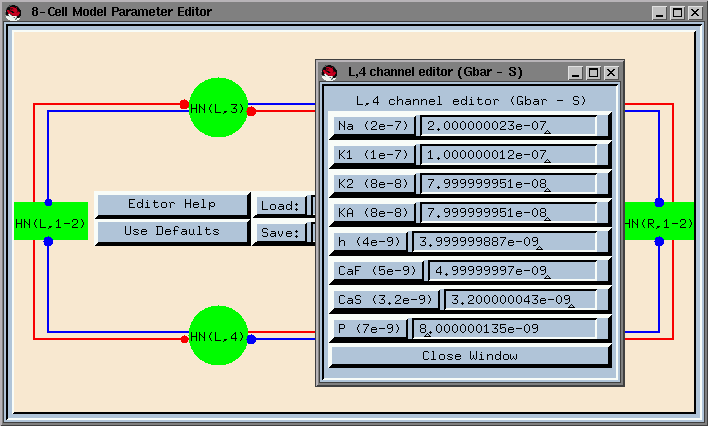 8-Cell Model Parameter Editor
L,4 channel editor (Gbar - S)
L,4 channel editor (Gbar - S)
HN(L,3)
Na (2e-7) 2.000000023e-07
K1 (1e-7) 1.000000012e-07
K2 (8e-8) 7.999999951e-08
Editor Help Load:
KA (8e-8) 7.999999951e-08
HN(L,1-2)
HN(R,1-2)
Use Defaults Save:
h (4e-9) 3.999999887e-09
CaF (5e-9) 4.99999997e-09
CaS (3.2e-9) 3.200000043e-09
HN(L,4)
P (7e-9) 8.000000135e-09
Close Window